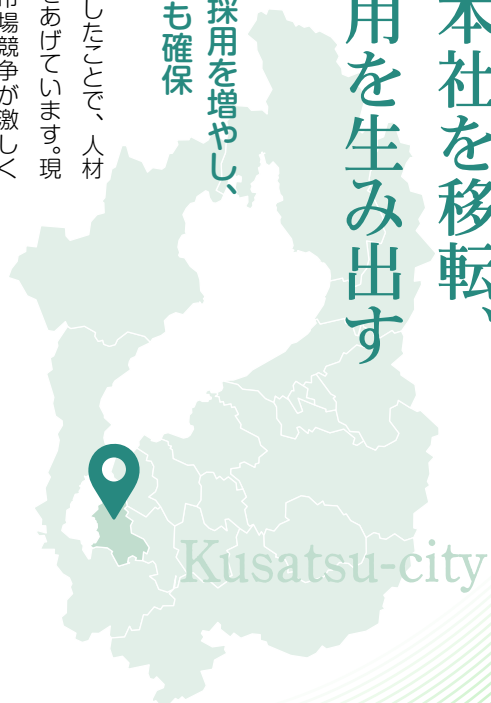 本社を移転、
用を生み出す
採用を増やし、
も確保
したことで、人材
をあげています。現
市場競争が激しく
Kusatsu-city